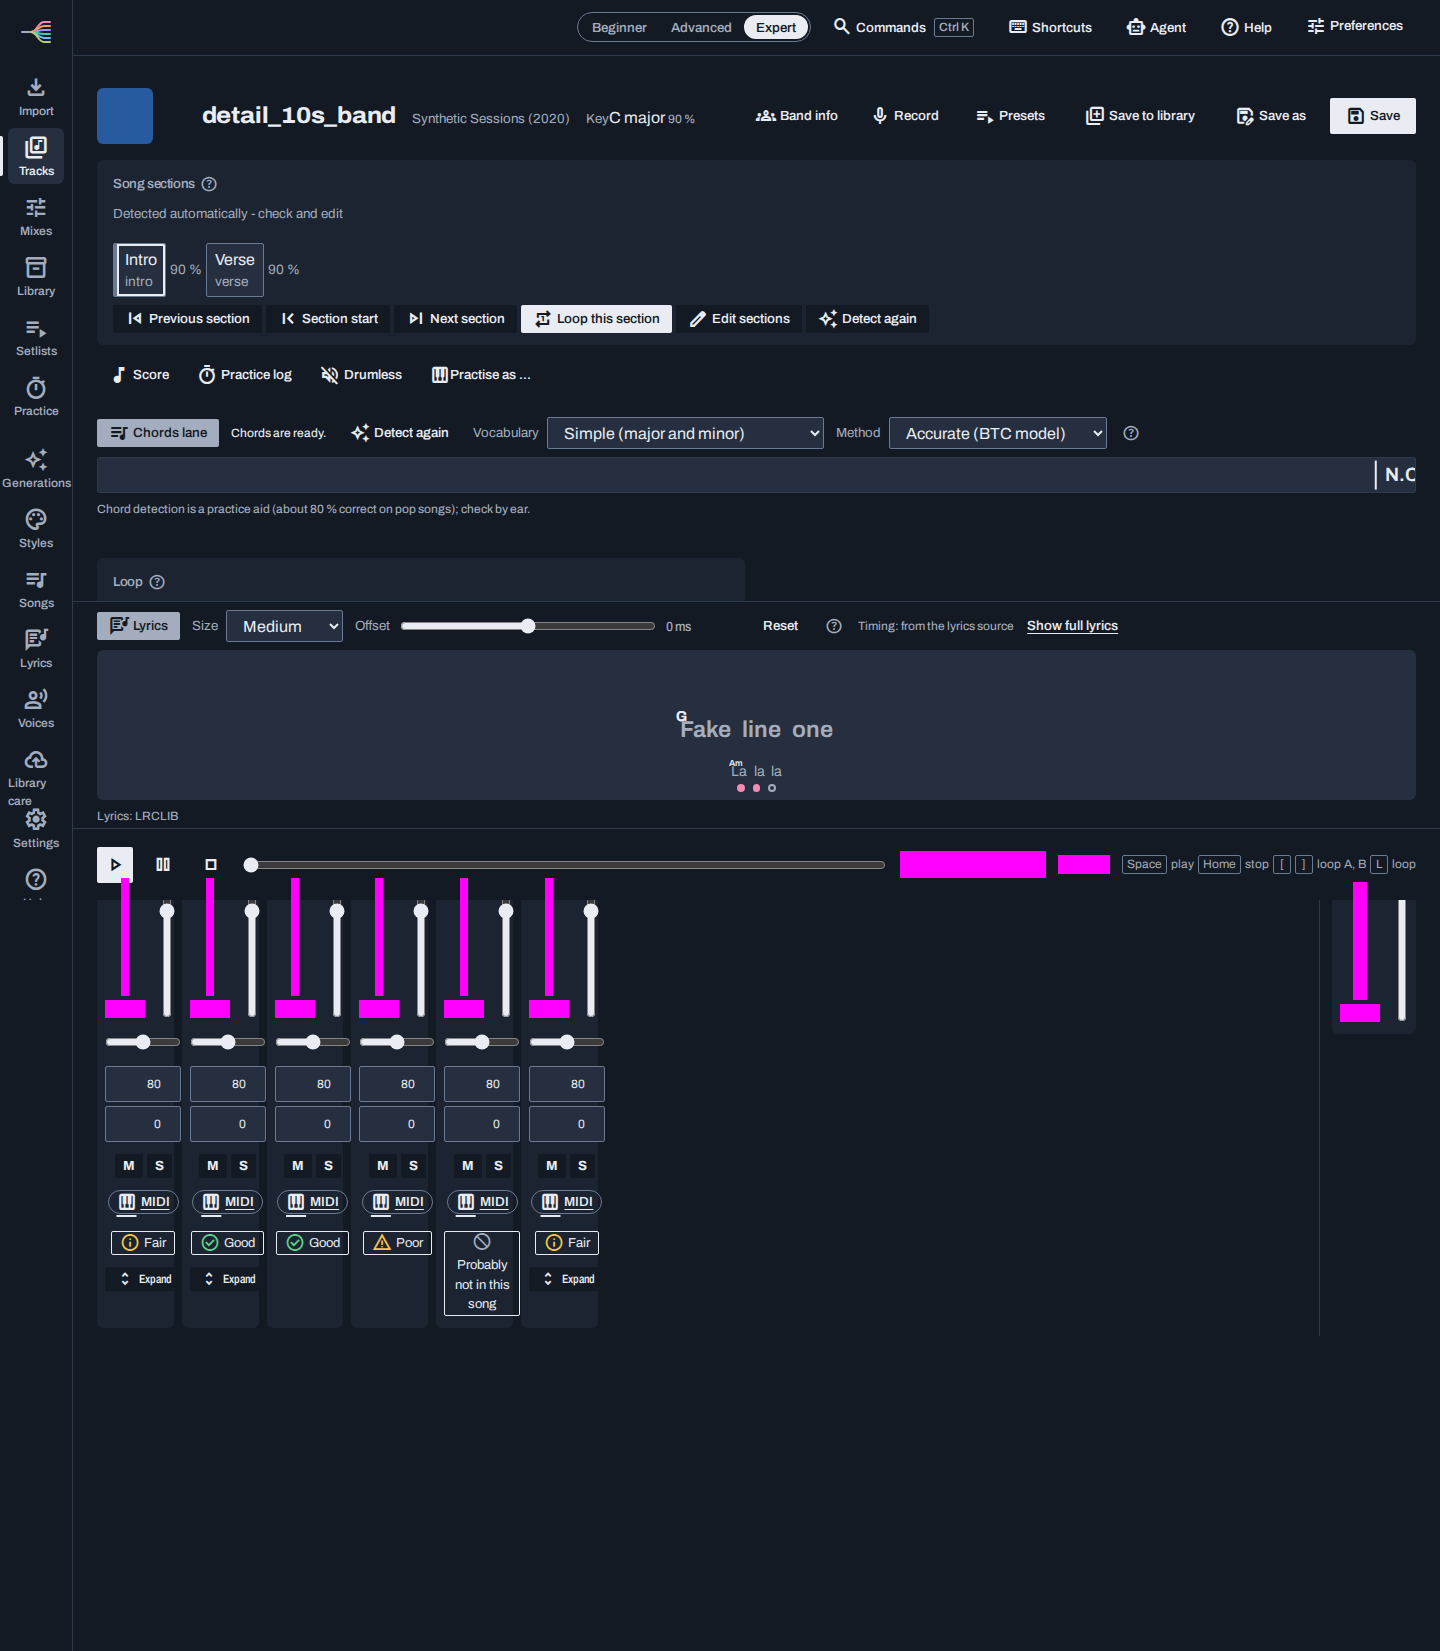 Beginner Advanced Expert Commands Ctrl K Shortcuts Agent Help Preferences
Import
Tracks
Mixes
Library
Setlists
Practice
Generations
Styles
Songs
Lyrics
Voices
Library care
Settings
detail_10s_band Synthetic Sessions (2020) Key C major 90 % Band info Record Presets Save to library Save as Save
Song sections
Detected automatically - check and edit
Intro 90 % Verse 90 %
intro verse
Previous section Section start Next section Loop this section Edit sections Detect again
Score Practice log Drumless Practise as ...
Chords lane Chords are ready. Detect again Vocabulary Simple (major and minor) Method Accurate (BTC model)
N.C
Chord detection is a practice aid (about 80 % correct on pop songs); check by ear.
Loop
Lyrics Size Medium Offset 0 ms Reset Timing: from the lyrics source Show full lyrics
G
Fake line one
Am
La la la
Lyrics: LRCLIB
Space play Home stop [ ] loop A, B L loop
80 80 80 80 80 80
0 0 0 0 0 0
M S M S M S M S M S M S
MIDI MIDI MIDI MIDI MIDI MIDI
Fair Good Good Poor Probably not in this song Fair
Expand Expand Expand